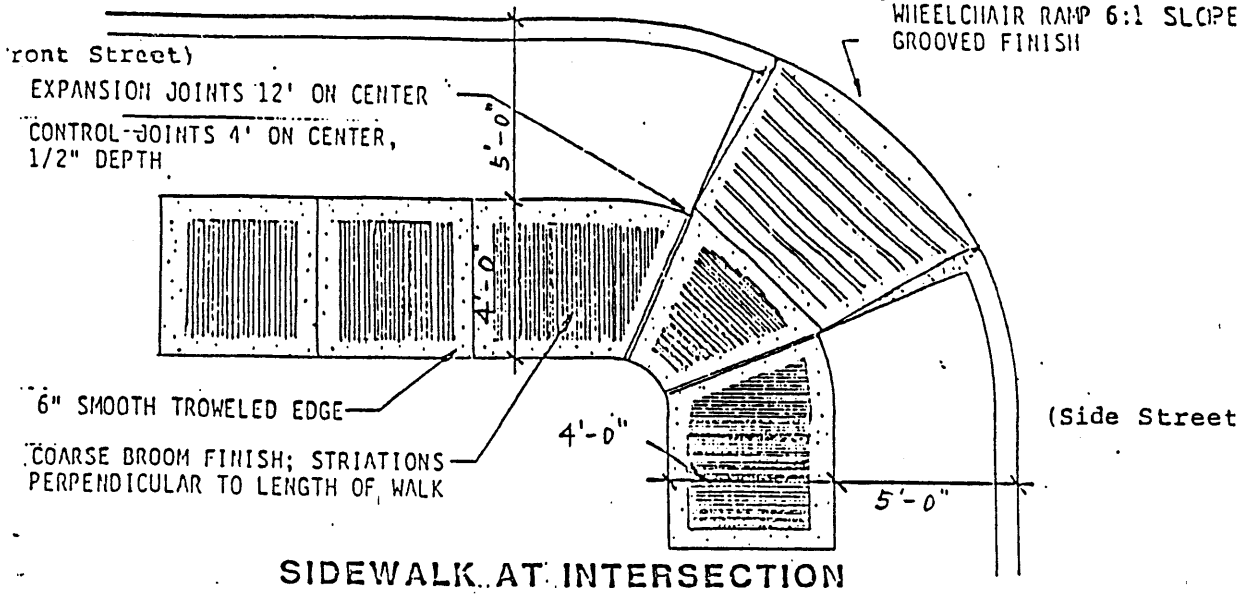 WHEELCHAIR RAMP 6:1 SLOPE
GROOVED FINISH
ront Street)
EXPANSION JOINTS 12' ON CENTER
CONTROL JOINTS 4' ON CENTER,
1/2" DEPTH
5'-0"
4'-0"
6" SMOOTH TROWELED EDGE
COARSE BROOM FINISH; STRIATIONS
PERPENDICULAR TO LENGTH OF WALK
4'-0"
5'-0"
(Side Street
SIDEWALK AT INTERSECTION